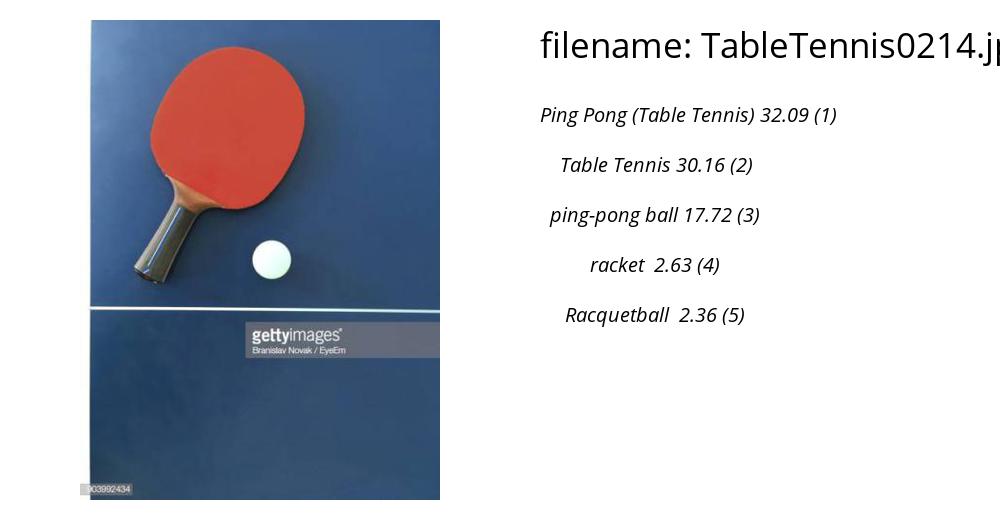 filename: TableTennis0214.j
Ping Pong (Table Tennis) 32.09 (1)
Table Tennis 30.16 (2)
ping-pong ball 17.72 (3)
racket 2.63 (4)
Racquetball 2.36 (5)
gettyimages®
Branislav Novak / EyeEm
903992434